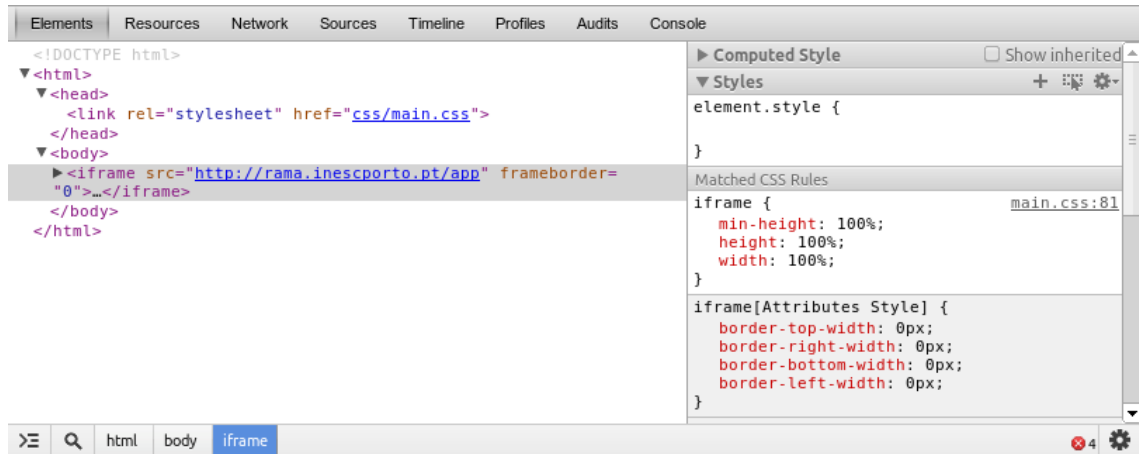 Elements Resources Network Sources Timeline Profiles Audits Console
<!DOCTYPE html>
▼<html>
▼<head>
<link rel="stylesheet" href="css/main.css">
</head>
▼<body>
▶<iframe src="http://rama.inescporto.pt/app" frameborder=
"0">…</iframe>
</body>
</html>
▶ Computed Style Show inherited
▼ Styles
element.style {
}
Matched CSS Rules
iframe { main.css:81
min-height: 100%;
height: 100%;
width: 100%;
}
iframe[Attributes Style] {
border-top-width: 0px;
border-right-width: 0px;
border-bottom-width: 0px;
border-left-width: 0px;
}
html body iframe 4